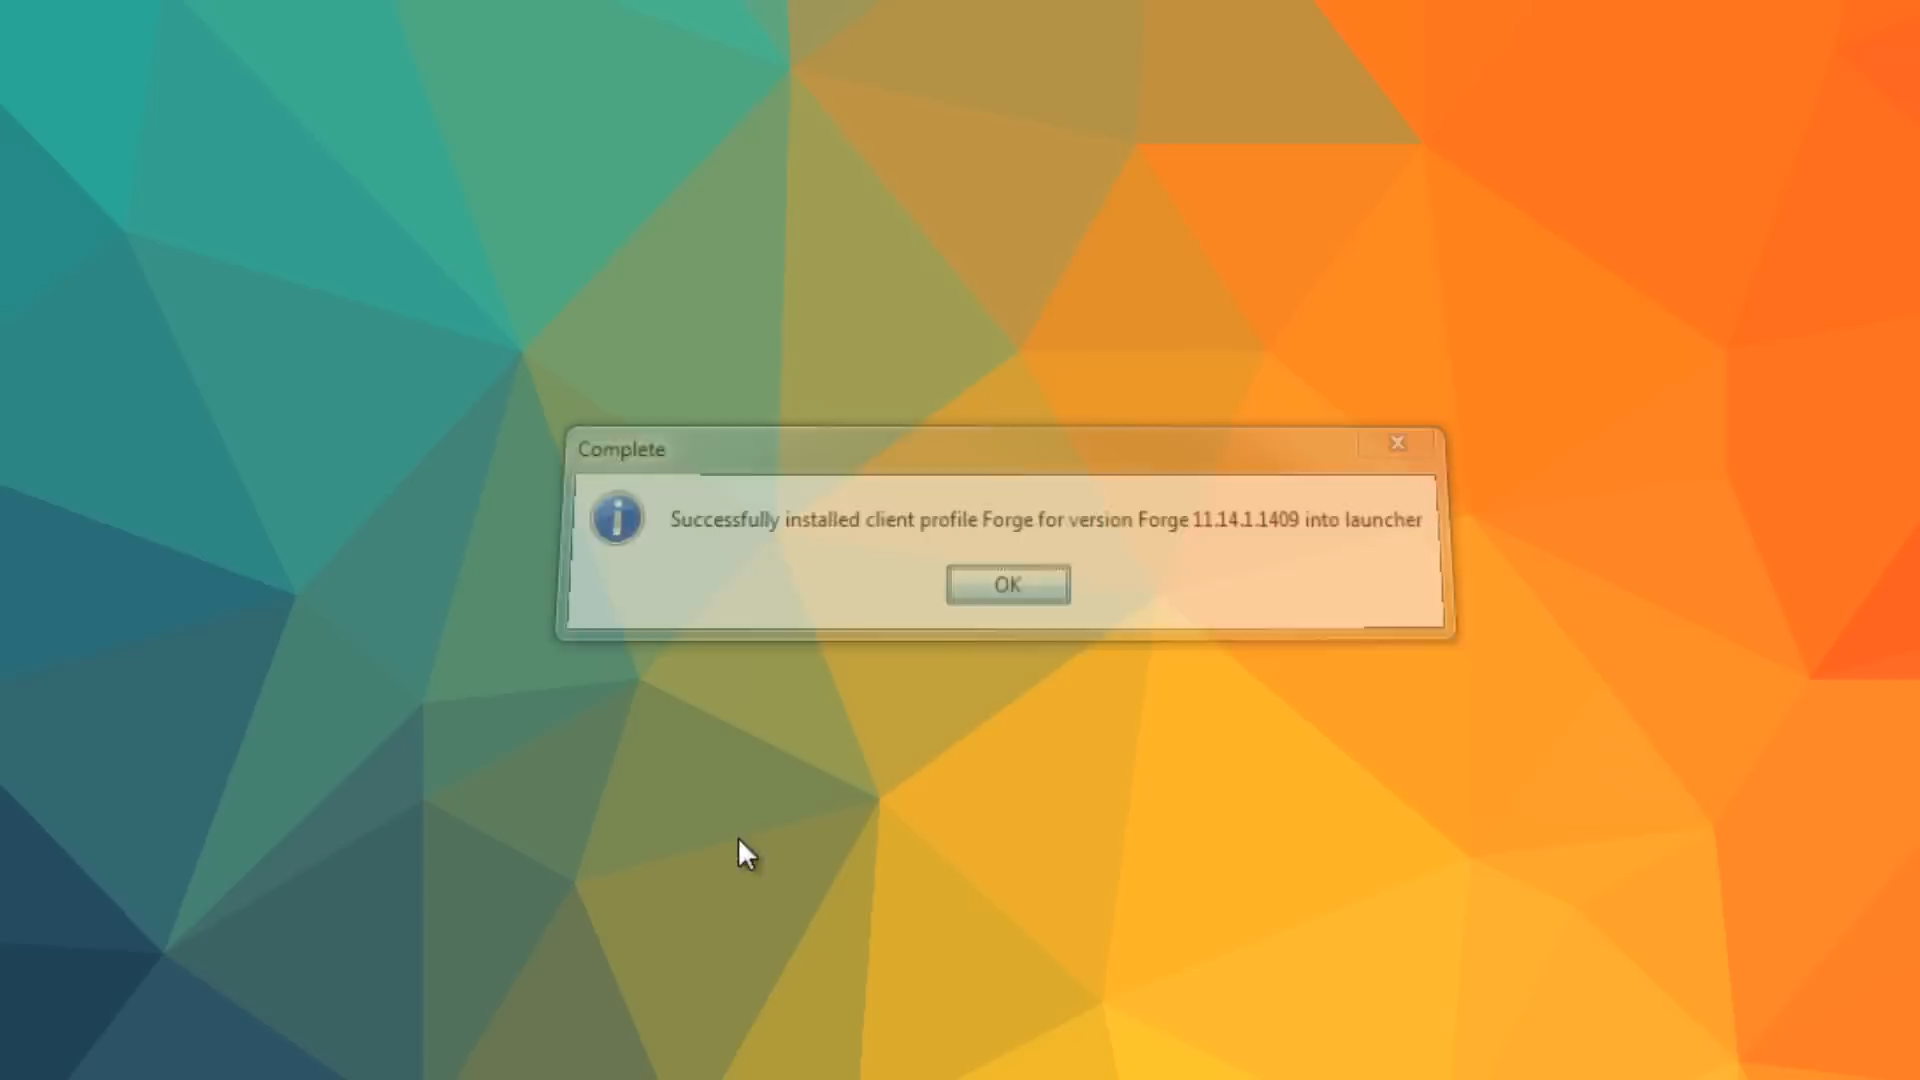 Complete
Successfully installed client profile Forge for version Forge 11.14.1.1409 into launcher
OK